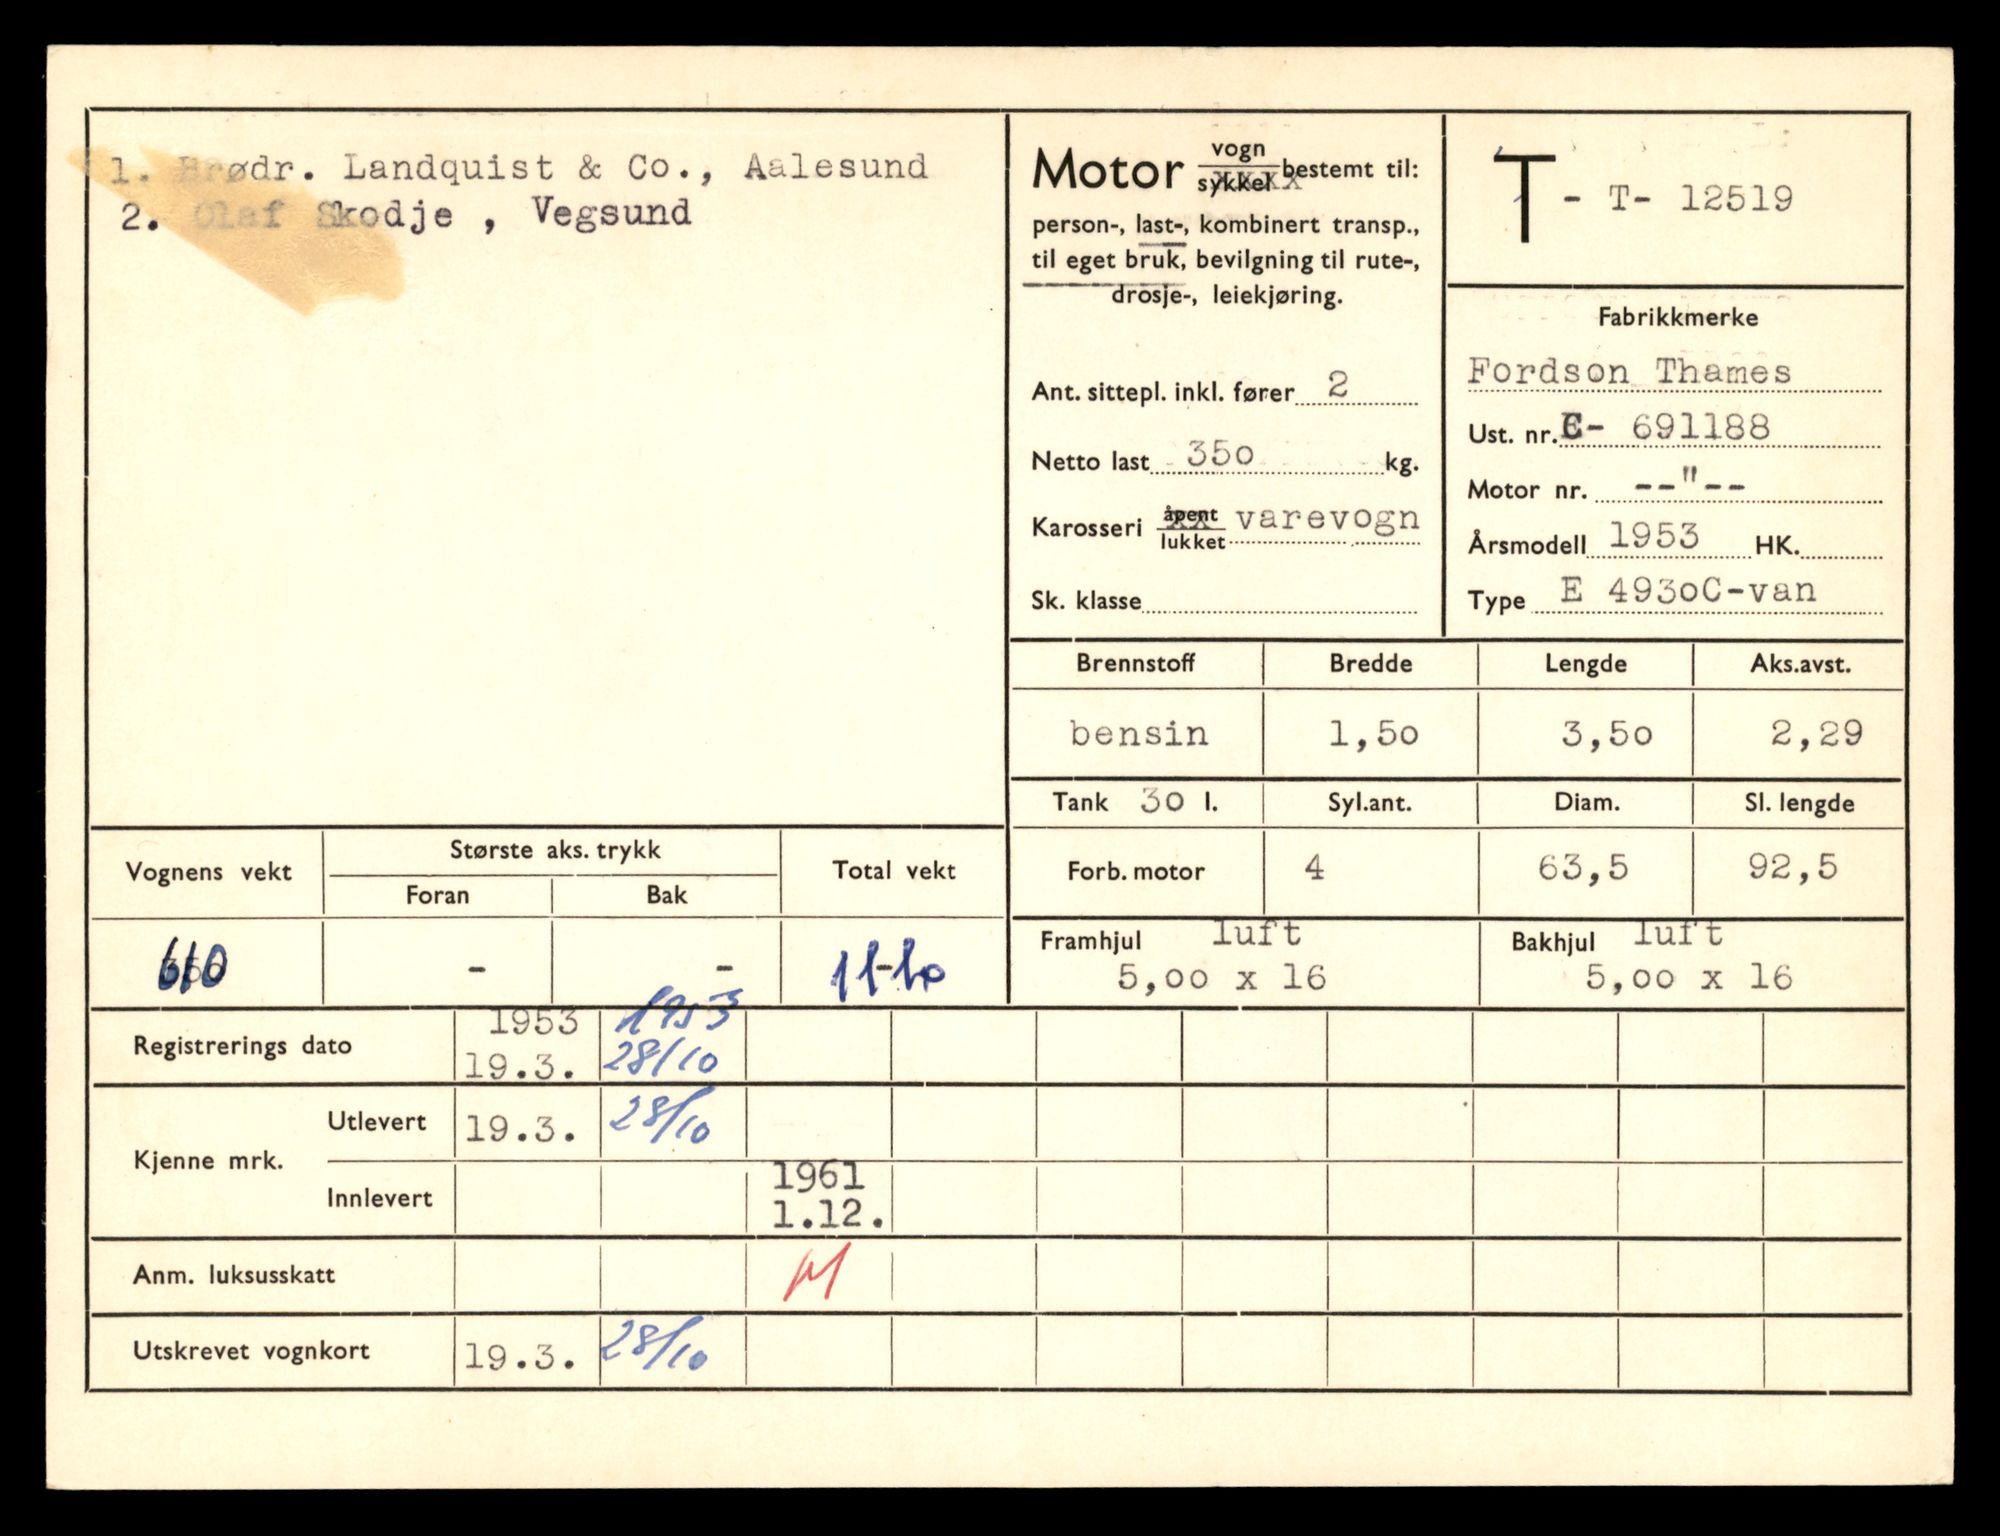 1. Brødr. Landquist & Co., Aalesund
2. Olaf Skodje , Vegsund
Motor vogn sykkel bestemt til:
person-, last-, kombinert transp.,
til eget bruk, bevilgning til rute-,
drosje-, leiekjøring.
Ant. sittepl. inkl. fører 2
Netto last 350 kg.
Karosseri åpent lukket varevogn
Sk. klasse
T - T- 12519
Fabrikkmerke
Fordson Thames
Ust. nr. E- 691188
Motor nr. --"--
Årsmodell 1953 HK.
Type E 4930C-van
Brennstoff Bredde Lengde Aks.avst.
bensin 1,50 3,50 2,29
Tank 30 l. Syl.ant. Diam. Sl. lengde
Forb. motor 4 63,5 92,5
Framhjul luft
5,00 x 16
Bakhjul luft
5,00 x 16
Vognens vekt Største aks. trykk Total vekt
Foran Bak
610 - -
Registrerings dato 1953 1953
19.3. 28/10
Kjenne mrk. Utlevert 19.3. 28/10
Innlevert 1961
1.12.
Anm. luksusskatt
Utskrevet vognkort 19.3. 28/10